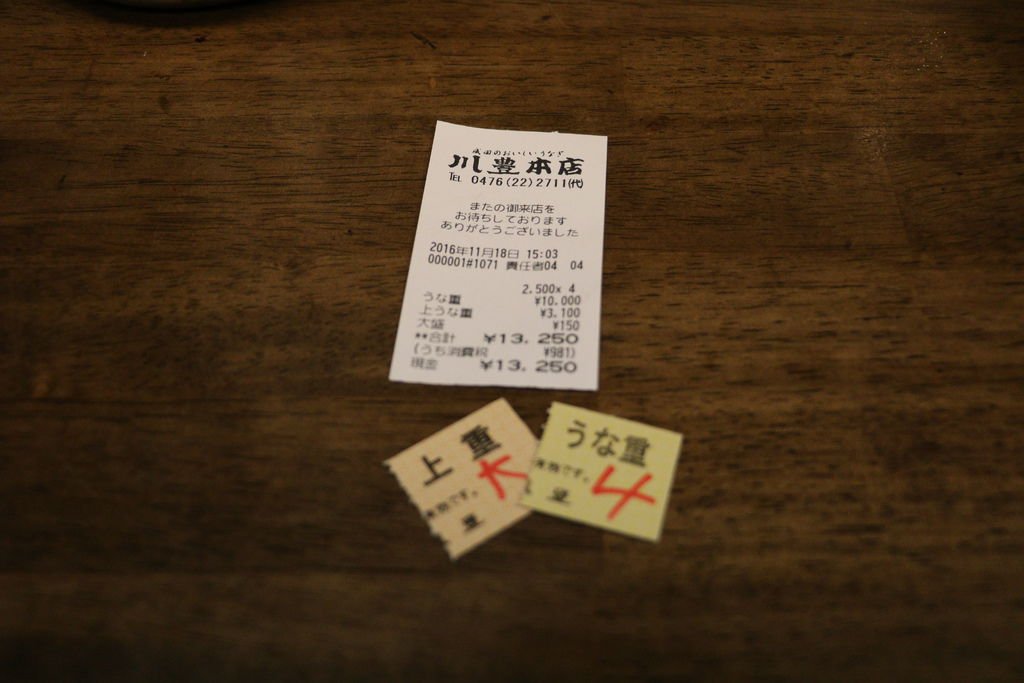 成田のおいしいうなぎ
川豊本店
TEL 0476(22)2711(代)
またの御来店を
お待ちしております
ありがとうございました
2016年11月18日 15:03
000001#1071 責任者04 04
2.500x 4
うな重 ¥10.000
上うな重 ¥3.100
大盛 ¥150
**合計 ¥13,250
(うち消費税 ¥981)
現金 ¥13,250
上重
大
です。
うな重
4
です。